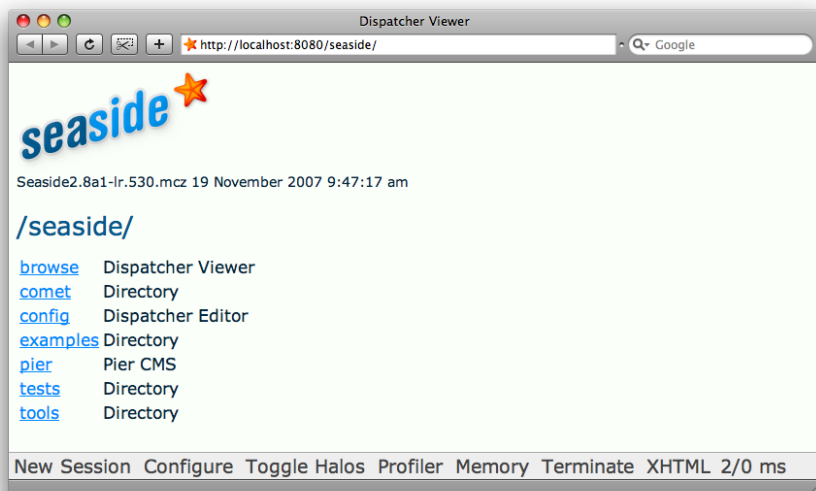 Dispatcher Viewer
http://localhost:8080/seaside/
Google
seaside
Seaside2.8a1-lr.530.mcz 19 November 2007 9:47:17 am
/seaside/
browse Dispatcher Viewer
comet Directory
config Dispatcher Editor
examples Directory
pier Pier CMS
tests Directory
tools Directory
New Session Configure Toggle Halos Profiler Memory Terminate XHTML 2/0 ms